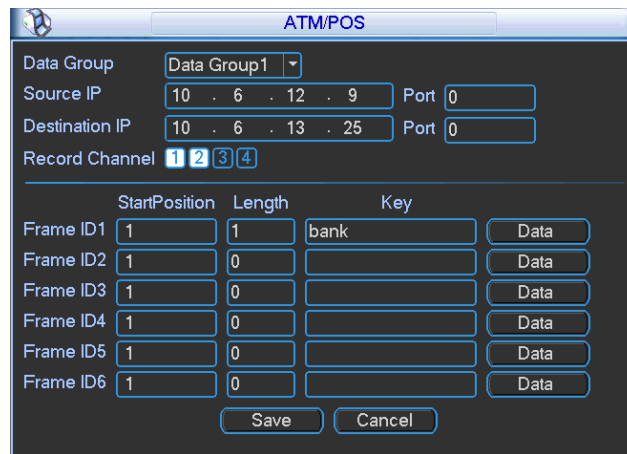 ATM/POS
Data Group Data Group1
Source IP 10 . 6 . 12 . 9 Port 0
Destination IP 10 . 6 . 13 . 25 Port 0
Record Channel 1 2 3 4
StartPosition Length Key
Frame ID1 1 1 bank Data
Frame ID2 1 0 Data
Frame ID3 1 0 Data
Frame ID4 1 0 Data
Frame ID5 1 0 Data
Frame ID6 1 0 Data
Save Cancel